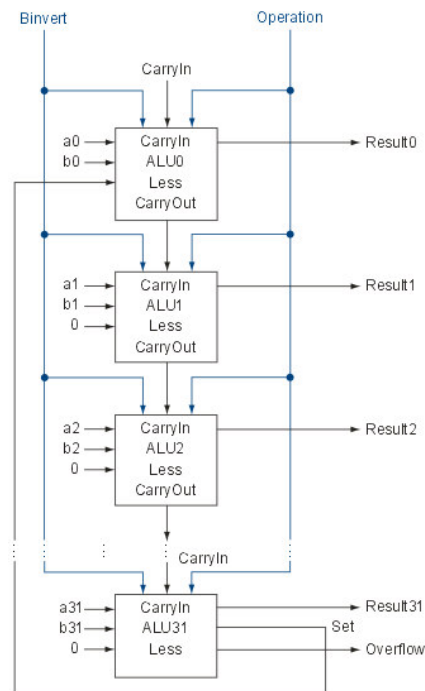 Binvert Operation
CarryIn
a0 CarryIn Result0
b0 ALU0
Less
CarryOut
a1 CarryIn Result1
b1 ALU1
0 Less
CarryOut
a2 CarryIn Result2
b2 ALU2
0 Less
CarryOut
CarryIn
a31 CarryIn Result31
b31 ALU31 Set
0 Less Overflow